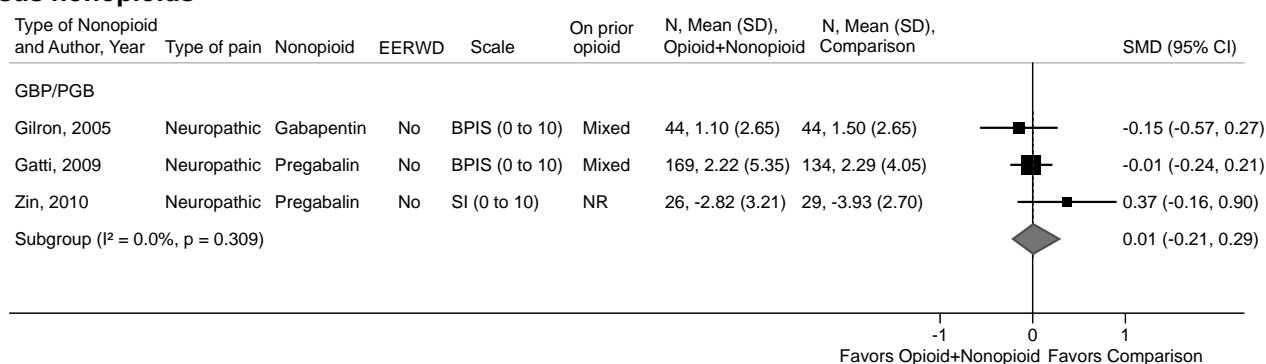 Type of Nonopioid and Author, Year Type of pain Nonopioid EERWD Scale On prior opioid N, Mean (SD), Opioid+Nonopioid N, Mean (SD), Comparison SMD (95% CI)
GBP/PGB
Gilron, 2005 Neuropathic Gabapentin No BPIS (0 to 10) Mixed 44, 1.10 (2.65) 44, 1.50 (2.65) -0.15 (-0.57, 0.27)
Gatti, 2009 Neuropathic Pregabalin No BPIS (0 to 10) Mixed 169, 2.22 (5.35) 134, 2.29 (4.05) -0.01 (-0.24, 0.21)
Zin, 2010 Neuropathic Pregabalin No SI (0 to 10) NR 26, -2.82 (3.21) 29, -3.93 (2.70) 0.37 (-0.16, 0.90)
Subgroup (I² = 0.0%, p = 0.309) 0.01 (-0.21, 0.29)
-1 0 1
Favors Opioid+Nonopioid Favors Comparison